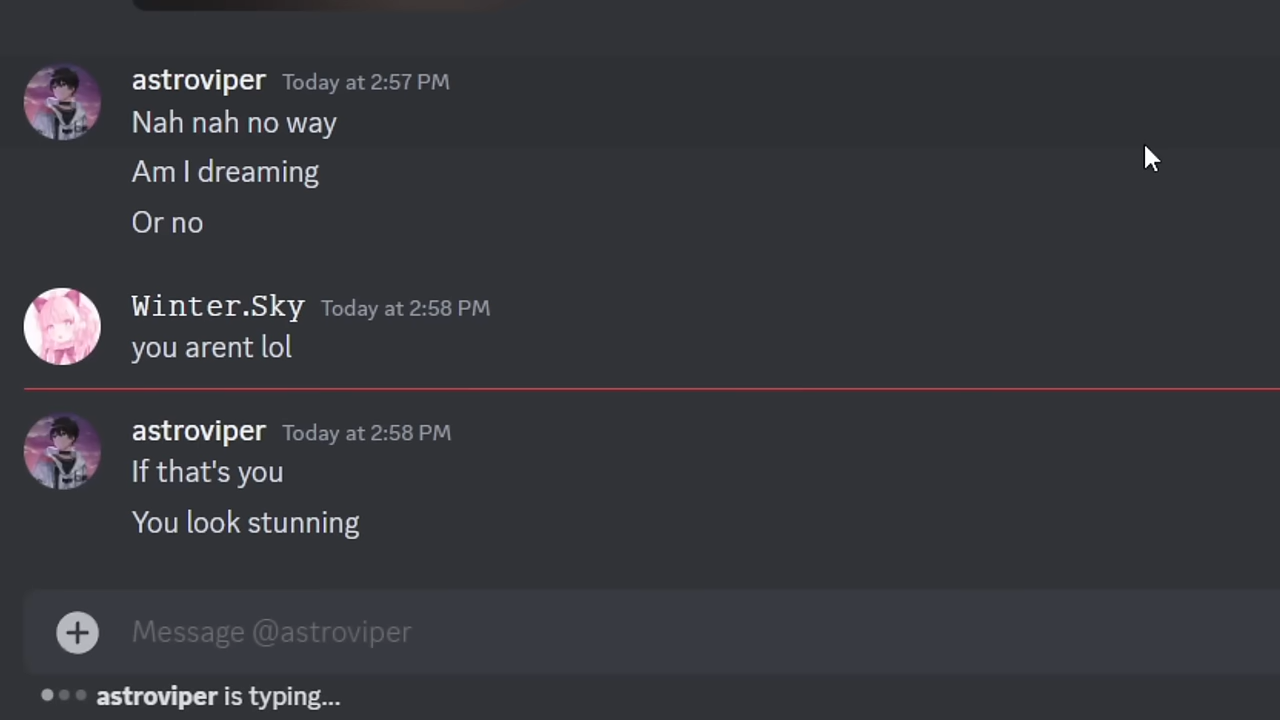 astroviper Today at 2:57 PM
Nah nah no way
Am I dreaming
Or no
Winter.Sky Today at 2:58 PM
you arent lol
astroviper Today at 2:58 PM
If that's you
You look stunning
Message @astroviper
astroviper is typing...